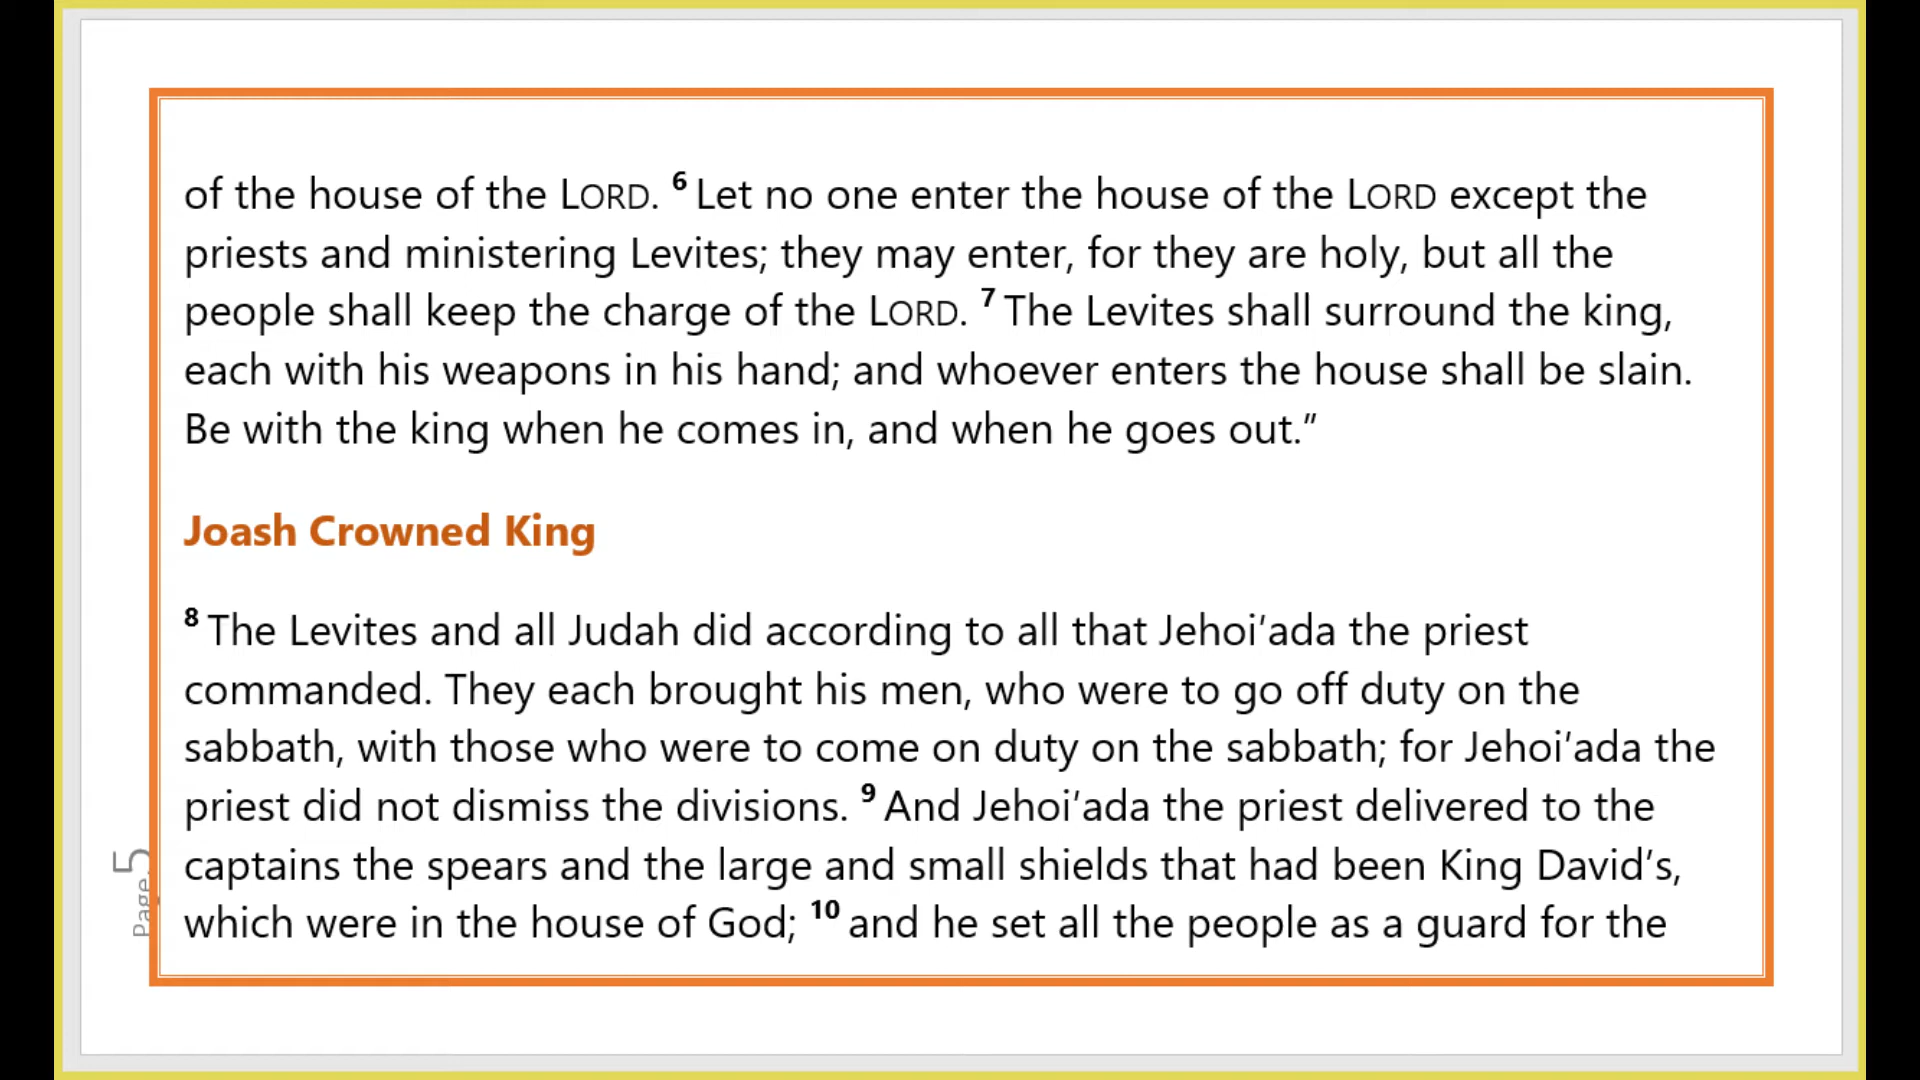 of the house of the LORD. 6 Let no one enter the house of the LORD except the
priests and ministering Levites; they may enter, for they are holy, but all the
people shall keep the charge of the LORD. 7 The Levites shall surround the king,
each with his weapons in his hand; and whoever enters the house shall be slain.
Be with the king when he comes in, and when he goes out.”
Joash Crowned King
8 The Levites and all Judah did according to all that Jehoi′ada the priest
commanded. They each brought his men, who were to go off duty on the
sabbath, with those who were to come on duty on the sabbath; for Jehoi′ada the
priest did not dismiss the divisions. 9 And Jehoi′ada the priest delivered to the
captains the spears and the large and small shields that had been King David’s,
which were in the house of God; 10 and he set all the people as a guard for the
Page. 5